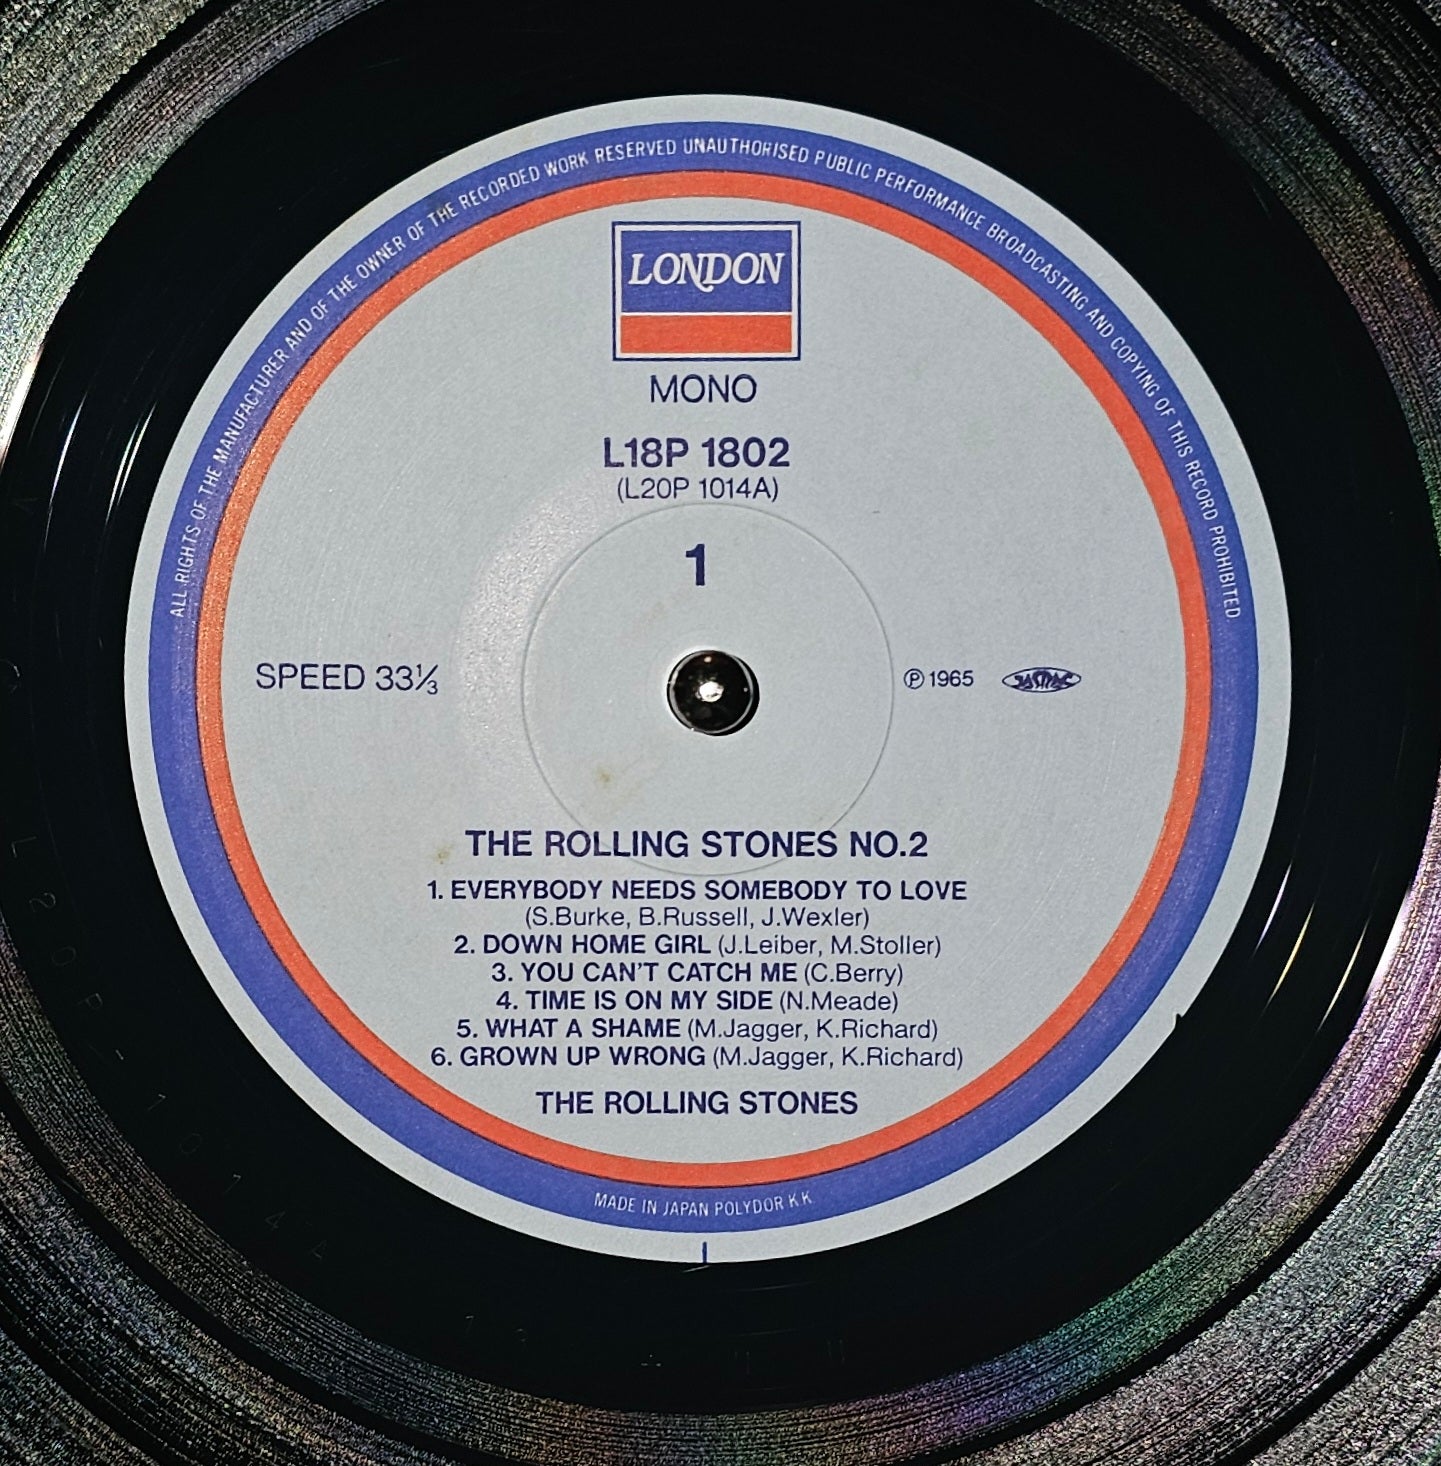 ALL RIGHTS OF THE MANUFACTURER AND OF THE OWNER OF THE RECORDED WORK RESERVED UNAUTHORISED PUBLIC PERFORMANCE BROADCASTING AND COPYING OF THIS RECORD PROHIBITED
LONDON
MONO
L18P 1802
(L20P 1014A)
1
SPEED 33⅓
℗ 1965 JASRAC
THE ROLLING STONES NO.2
1. EVERYBODY NEEDS SOMEBODY TO LOVE
(S.Burke, B.Russell, J.Wexler)
2. DOWN HOME GIRL (J.Leiber, M.Stoller)
3. YOU CAN'T CATCH ME (C.Berry)
4. TIME IS ON MY SIDE (N.Meade)
5. WHAT A SHAME (M.Jagger, K.Richard)
6. GROWN UP WRONG (M.Jagger, K.Richard)
THE ROLLING STONES
MADE IN JAPAN POLYDOR K K
L20P-1014A